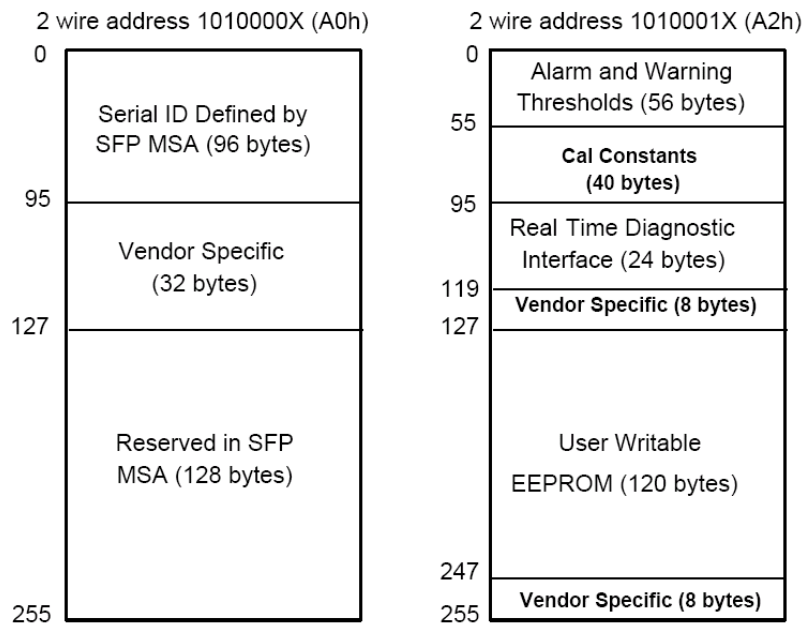 2 wire address 1010000X (A0h)
0
Serial ID Defined by
SFP MSA (96 bytes)
95
Vendor Specific
(32 bytes)
127
Reserved in SFP
MSA (128 bytes)
255
2 wire address 1010001X (A2h)
0
Alarm and Warning
Thresholds (56 bytes)
55
Cal Constants
(40 bytes)
95
Real Time Diagnostic
Interface (24 bytes)
119
Vendor Specific (8 bytes)
127
User Writable
EEPROM (120 bytes)
247
Vendor Specific (8 bytes)
255